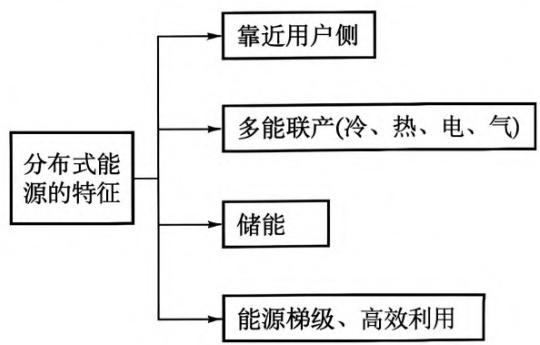 靠近用户侧
多能联产(冷、热、电、气)
分布式能
源的特征
储能
能源梯级、高效利用